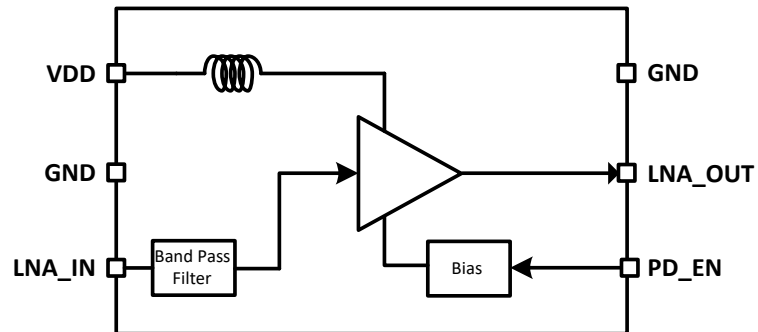 VDD
GND
GND
LNA_OUT
LNA_IN
Band Pass
Filter
Bias
PD_EN